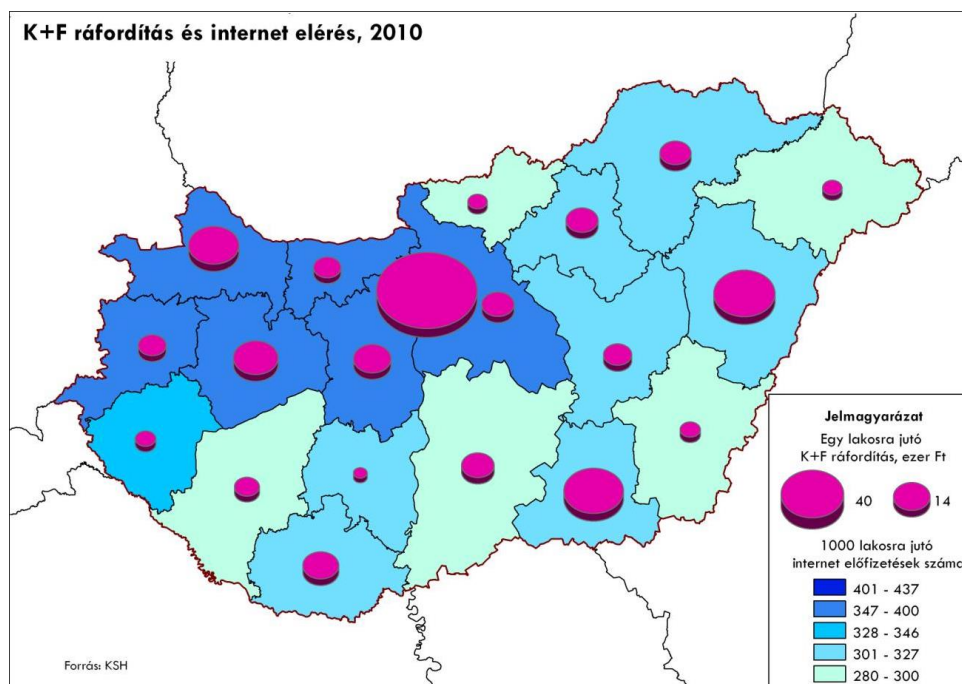 K+F ráfordítás és internet elérés, 2010
Jelmagyarázat
Egy lakosra jutó
K+F ráfordítás, ezer Ft
40
14
1000 lakosra jutó
internet előfizetések száma
401 - 437
347 - 400
328 - 346
301 - 327
280 - 300
Forrás: KSH